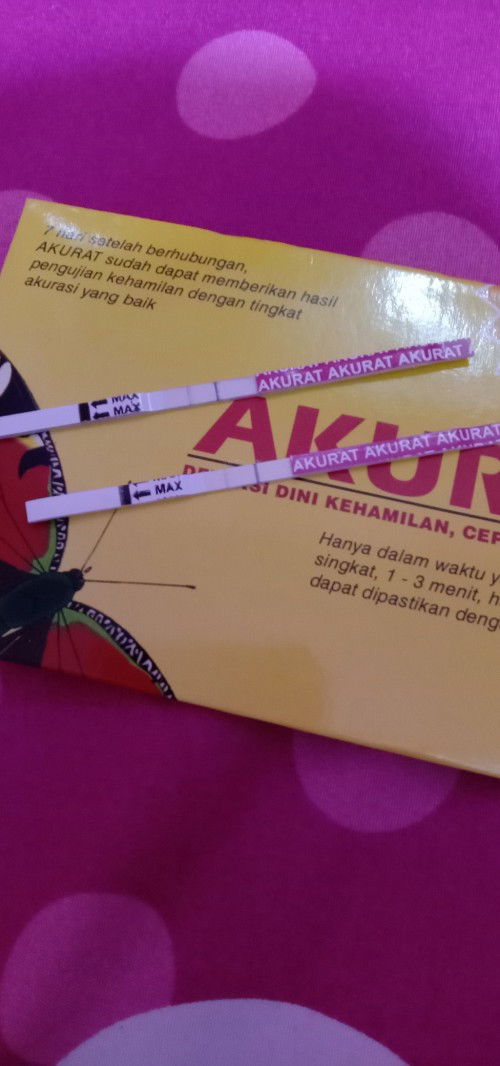 7 hari setelah berhubungan,
AKURAT sudah dapat memberikan hasil
pengujian kehamilan dengan tingkat
akurasi yang baik
AKURAT AKURAT AKURAT
MAX
MAX
AKUR
AKURAT AKURAT AKURAT
MAX
DINI KEHAMILAN, CEP
Hanya dalam waktu y
singkat, 1 - 3 menit, h
dapat dipastikan deng